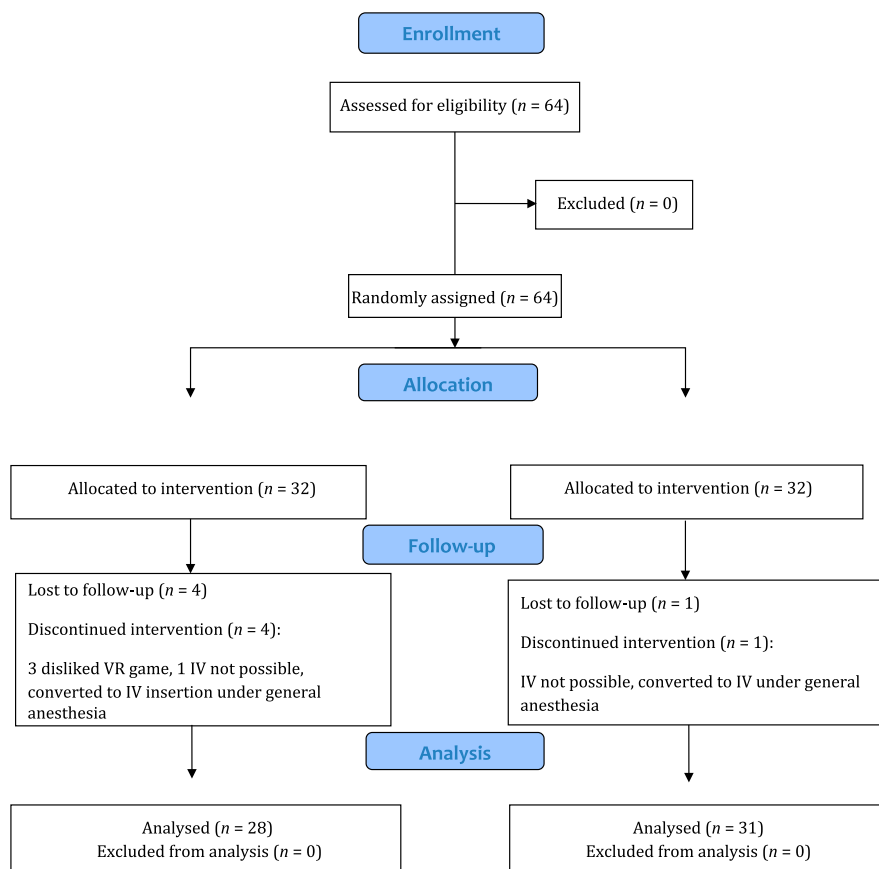 Enrollment
Assessed for eligibility (n = 64)
Excluded (n = 0)
Randomly assigned (n = 64)
Allocation
Allocated to intervention (n = 32)
Allocated to intervention (n = 32)
Follow-up
Lost to follow-up (n = 4)
Discontinued intervention (n = 4):
3 disliked VR game, 1 IV not possible,
converted to IV insertion under general
anesthesia
Lost to follow-up (n = 1)
Discontinued intervention (n = 1):
IV not possible, converted to IV under general
anesthesia
Analysis
Analysed (n = 28)
Excluded from analysis (n = 0)
Analysed (n = 31)
Excluded from analysis (n = 0)